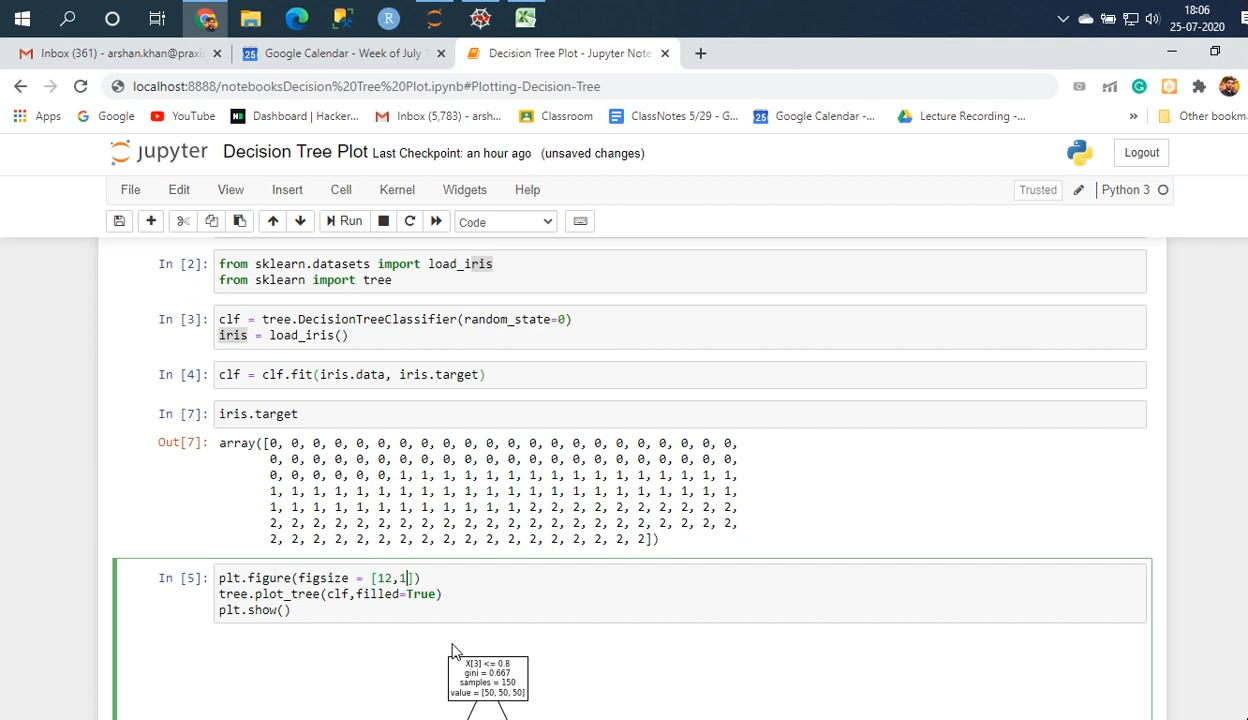 18:06
25-07-2020
Inbox (361) - arshan.khan@praxi
Google Calendar - Week of July
Decision Tree Plot - Jupyter Note
localhost:8888/notebooksDecision%20Tree%20Plot.ipynb#Plotting-Decision-Tree
Apps Google YouTube Dashboard | Hacker... Inbox (5,783) - arsh... Classroom ClassNotes 5/29 - G... Google Calendar -... Lecture Recording -... » Other bookm
jupyter Decision Tree Plot Last Checkpoint: an hour ago (unsaved changes) Logout
File Edit View Insert Cell Kernel Widgets Help Trusted Python 3
Run Code
In [2]: from sklearn.datasets import load_iris
from sklearn import tree
In [3]: clf = tree.DecisionTreeClassifier(random_state=0)
iris = load_iris()
In [4]: clf = clf.fit(iris.data, iris.target)
In [7]: iris.target
Out[7]: array([0, 0, 0, 0, 0, 0, 0, 0, 0, 0, 0, 0, 0, 0, 0, 0, 0, 0, 0, 0, 0, 0,
0, 0, 0, 0, 0, 0, 0, 0, 0, 0, 0, 0, 0, 0, 0, 0, 0, 0, 0, 0, 0, 0,
0, 0, 0, 0, 0, 0, 1, 1, 1, 1, 1, 1, 1, 1, 1, 1, 1, 1, 1, 1, 1, 1,
1, 1, 1, 1, 1, 1, 1, 1, 1, 1, 1, 1, 1, 1, 1, 1, 1, 1, 1, 1, 1, 1,
1, 1, 1, 1, 1, 1, 1, 1, 1, 1, 1, 1, 2, 2, 2, 2, 2, 2, 2, 2, 2, 2,
2, 2, 2, 2, 2, 2, 2, 2, 2, 2, 2, 2, 2, 2, 2, 2, 2, 2, 2, 2, 2, 2,
2, 2, 2, 2, 2, 2, 2, 2, 2, 2, 2, 2, 2, 2, 2, 2, 2, 2])
In [5]: plt.figure(figsize = [12,1])
tree.plot_tree(clf,filled=True)
plt.show()
X[3] <= 0.8
gini = 0.667
samples = 150
value = [50, 50, 50]